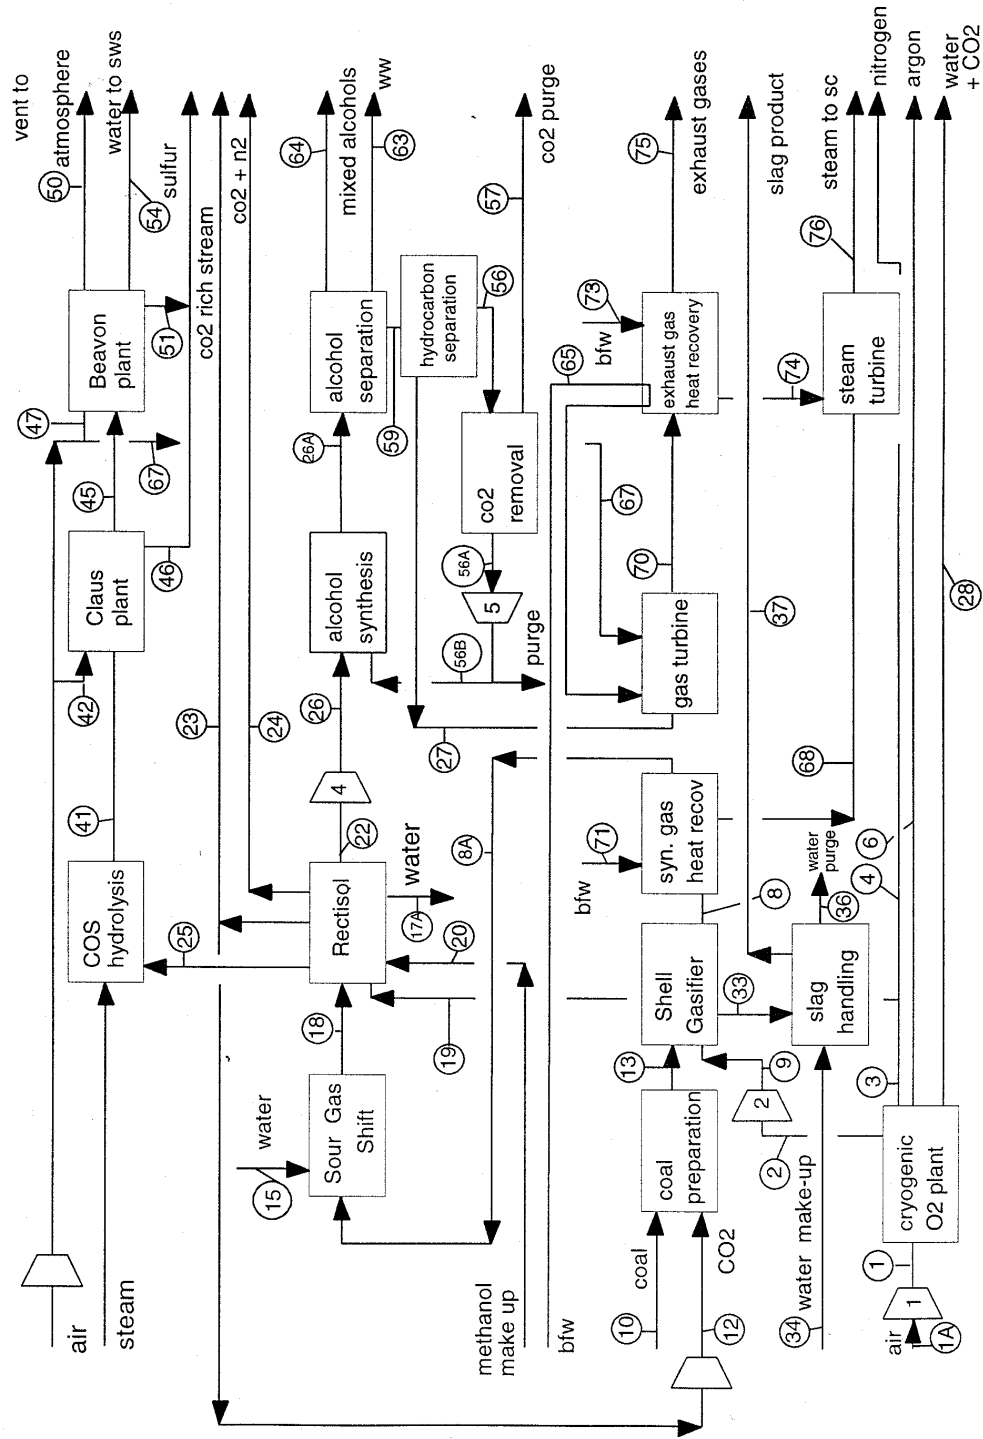 air
steam
COS
hydrolysis
41
42
Claus
plant
45
46
47
67
Beavon
plant
51
50
vent to
atmosphere
54
water to sws
sulfur
25
23
co2 rich stream
24
co2 + n2
15
water
Sour Gas
Shift
18
19
Rectisol
20
17A
water
22
4
26
alcohol
synthesis
26A
alcohol
separation
64
mixed alcohols
63
ww
59
hydrocarbon
separation
56
co2
removal
57
co2 purge
56A
5
56B
purge
27
8A
methanol
make up
bfw
10
coal
12
CO2
coal
preparation
13
Shell
Gasifier
8
bfw
71
syn. gas
heat recov
gas turbine
67
65
70
bfw
73
exhaust gas
heat recovery
75
exhaust gases
74
37
slag product
33
9
2
2
34
water make-up
slag
handling
36
water
purge
68
steam
turbine
76
steam to sc
nitrogen
air
1A
1
1
cryogenic
O2 plant
3
4
6
argon
28
water
+ CO2